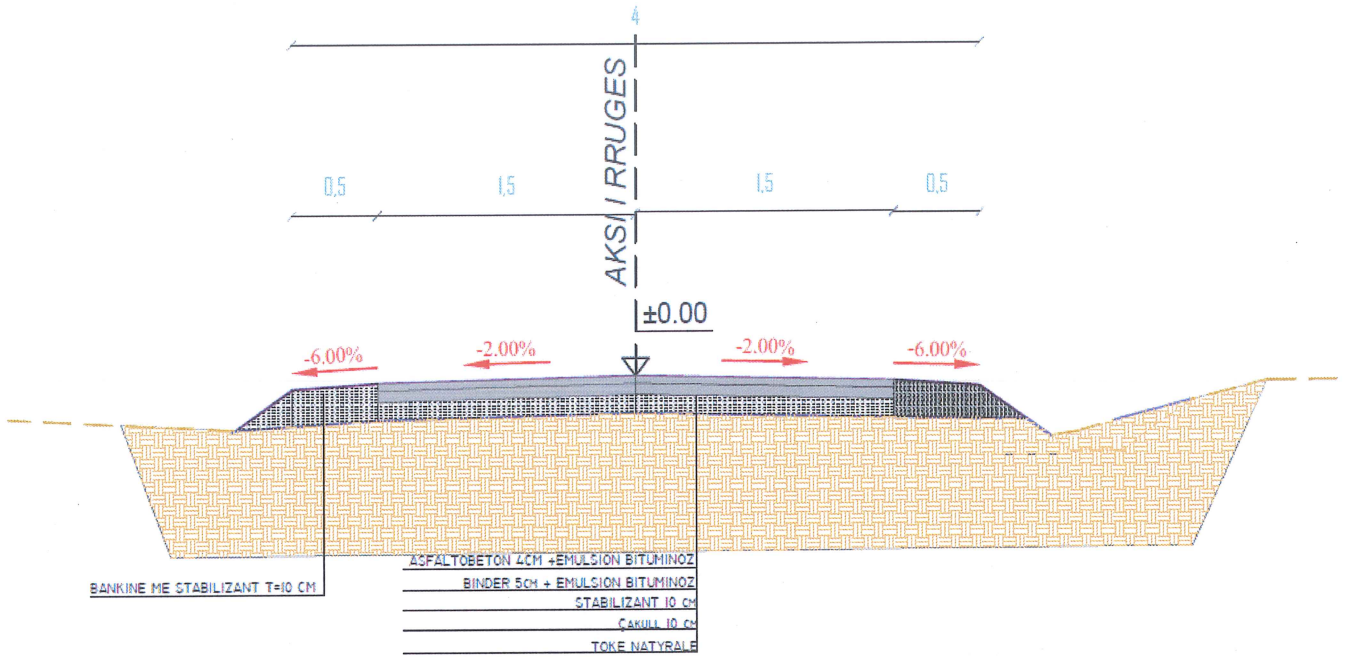 4
AKSI I RRUGES
0,5
1,5
1,5
0,5
±0.00
-6.00%
-2.00%
-2.00%
-6.00%
ASFALTOBETON 4CM +EMULSION BITUMINOZ
BINDER 5CM + EMULSION BITUMINOZ
BANKINE ME STABILIZANT T=10 CM
STABILIZANT 10 CM
ÇAKULL 10 CM
TOKE NATYRALE